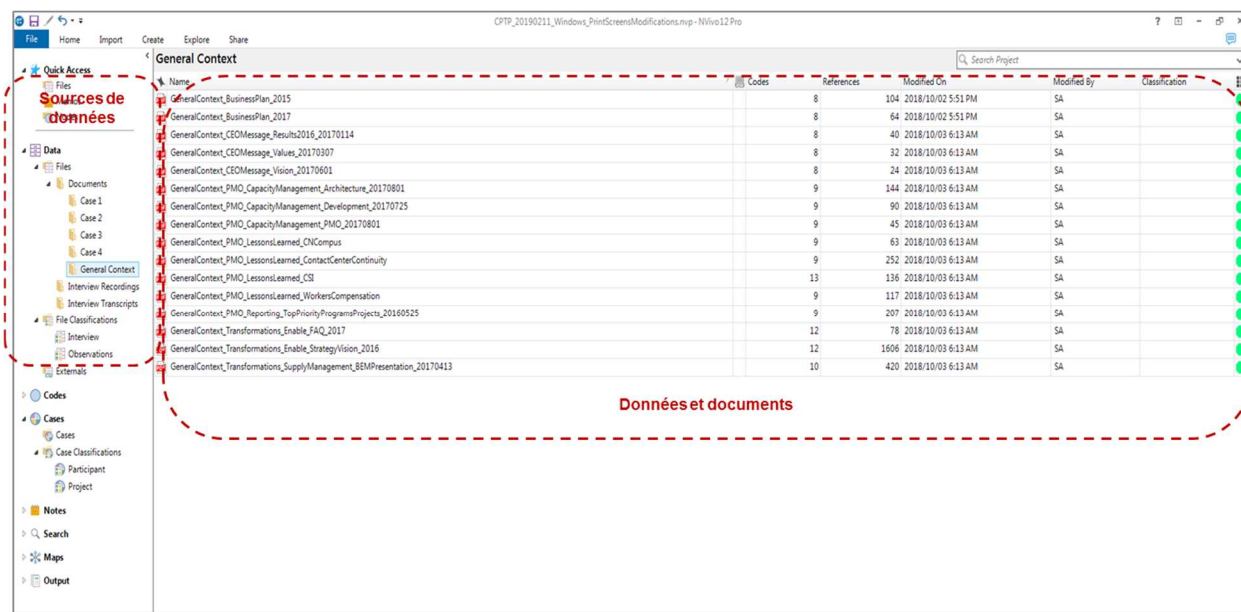 CPTP_20190211_Windows_PrintScreensModifications.nvp - NVivo 12 Pro
File Home Import Create Explore Share
Quick Access
Files
Sources de données
Data
Files
Documents
Case 1
Case 2
Case 3
Case 4
General Context
Interview Recordings
Interview Transcripts
File Classifications
Interview
Observations
Externals
Codes
Cases
Cases
Case Classifications
Participant
Project
Notes
Search
Maps
Output
General Context
Search Project
Name Codes References Modified On Modified By Classification
GeneralContext_BusinessPlan_2015 8 104 2018/10/02 5:51 PM SA
GeneralContext_BusinessPlan_2017 8 64 2018/10/02 5:51 PM SA
GeneralContext_CEOMessage_Results2016_20170114 8 40 2018/10/03 6:13 AM SA
GeneralContext_CEOMessage_Values_20170307 8 32 2018/10/03 6:13 AM SA
GeneralContext_CEOMessage_Vision_20170601 8 24 2018/10/03 6:13 AM SA
GeneralContext_PMO_CapacityManagement_Architecture_20170801 9 144 2018/10/03 6:13 AM SA
GeneralContext_PMO_CapacityManagement_Development_20170725 9 90 2018/10/03 6:13 AM SA
GeneralContext_PMO_CapacityManagement_PMO_20170801 9 45 2018/10/03 6:13 AM SA
GeneralContext_PMO_LessonsLearned_CNCompus 9 63 2018/10/03 6:13 AM SA
GeneralContext_PMO_LessonsLearned_ContactCenterContinuity 9 252 2018/10/03 6:13 AM SA
GeneralContext_PMO_LessonsLearned_CSI 13 136 2018/10/03 6:13 AM SA
GeneralContext_PMO_LessonsLearned_WorkersCompensation 9 117 2018/10/03 6:13 AM SA
GeneralContext_PMO_Reporting_TopPriorityProgramsProjects_20160525 9 207 2018/10/03 6:13 AM SA
GeneralContext_Transformations_Enable_FAQ_2017 12 78 2018/10/03 6:13 AM SA
GeneralContext_Transformations_Enable_StrategyVision_2016 12 1606 2018/10/03 6:13 AM SA
GeneralContext_Transformations_SupplyManagement_BEMPresentation_20170413 10 420 2018/10/03 6:13 AM SA
Données et documents